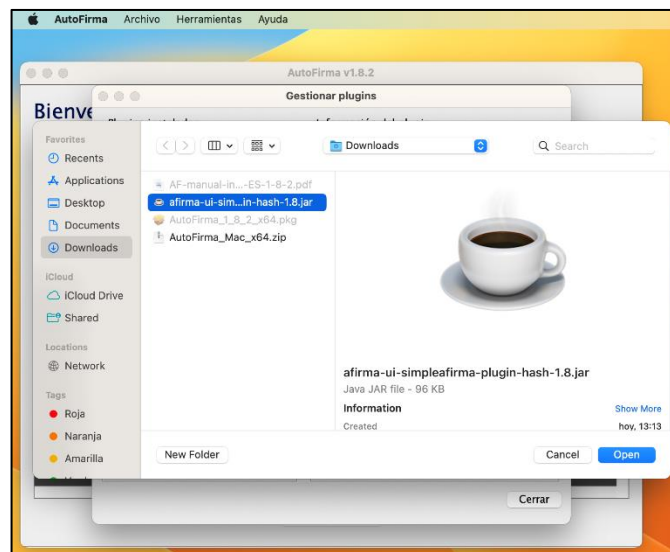 AutoFirma Archivo Herramientas Ayuda
AutoFirma v1.8.2
Gestionar plugins
Bienve
Favorites
Recents
Applications
Desktop
Documents
Downloads
iCloud
iCloud Drive
Shared
Locations
Network
Tags
Roja
Naranja
Amarilla
Downloads
Search
AF-manual-in...-ES-1-8-2.pdf
afirma-ui-sim...in-hash-1.8.jar
AutoFirma_1_8_2_x64.pkg
AutoFirma_Mac_x64.zip
afirma-ui-simpleafirma-plugin-hash-1.8.jar
Java JAR file - 96 KB
Information Show More
Created hoy, 13:13
New Folder Cancel Open
Cerrar